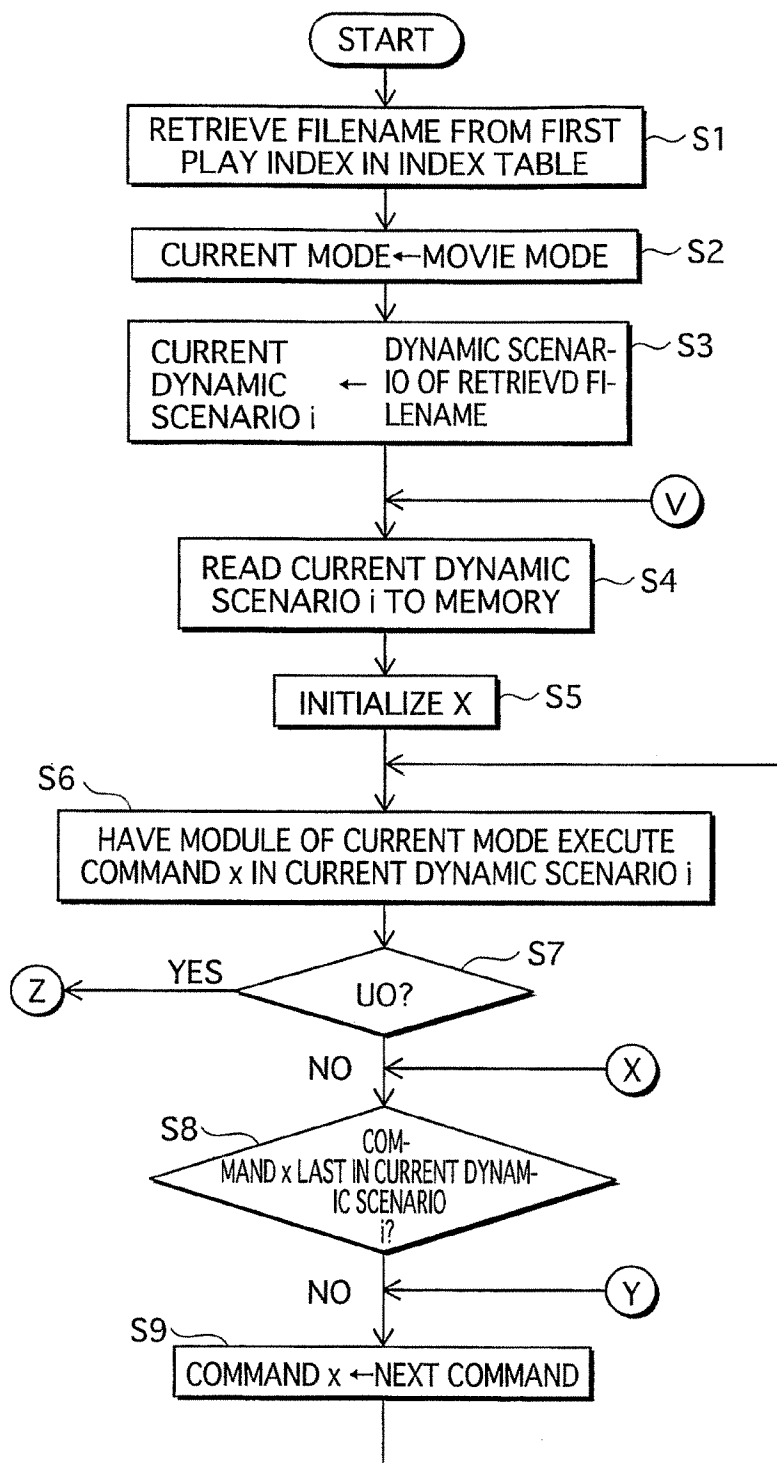 START
RETRIEVE FILENAME FROM FIRST
PLAY INDEX IN INDEX TABLE
S1
CURRENT MODE←MOVIE MODE
S2
CURRENT
DYNAMIC
SCENARIO i
←
DYNAMIC SCENAR-
IO OF RETRIEVD FI-
LENAME
S3
V
READ CURRENT DYNAMIC
SCENARIO i TO MEMORY
S4
INITIALIZE X
S5
S6
HAVE MODULE OF CURRENT MODE EXECUTE
COMMAND x IN CURRENT DYNAMIC SCENARIO i
S7
Z
YES
UO?
NO
X
S8
COM-
MAND x LAST IN CURRENT DYNAM-
IC SCENARIO
i?
NO
Y
S9
COMMAND x ←NEXT COMMAND